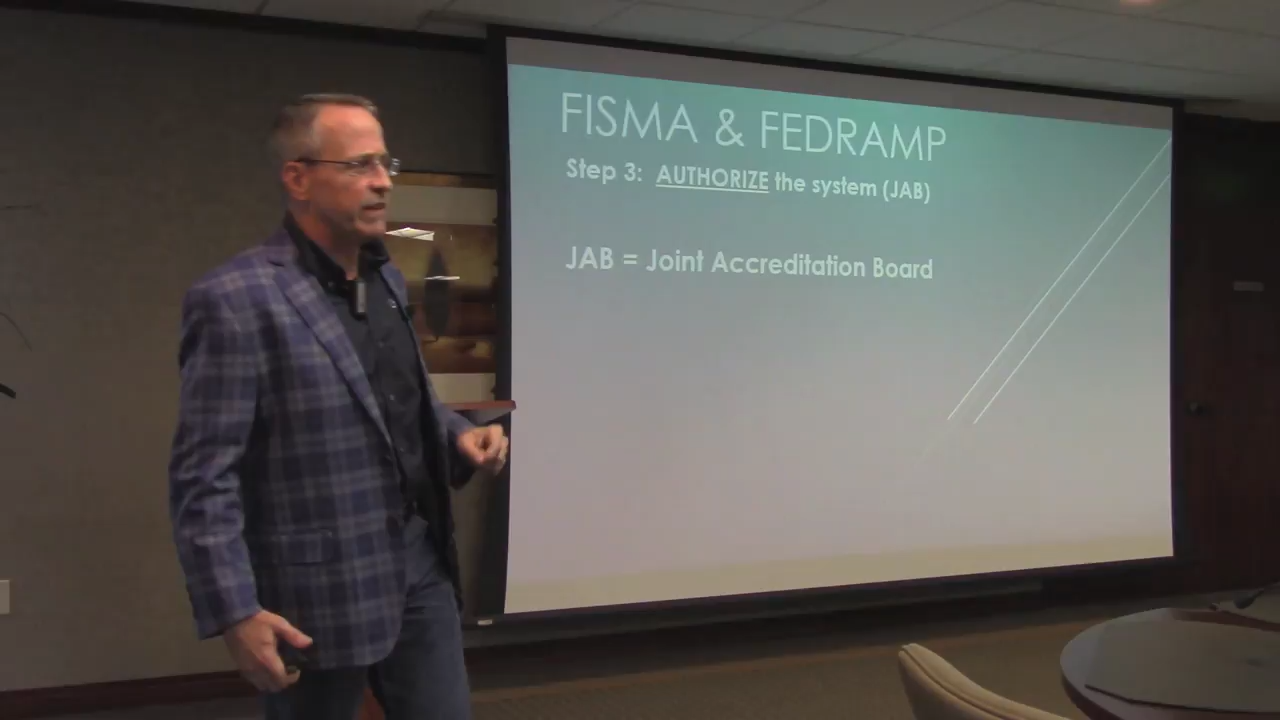 FISMA & FEDRAMP
Step 3: AUTHORIZE the system (JAB)
JAB = Joint Accreditation Board